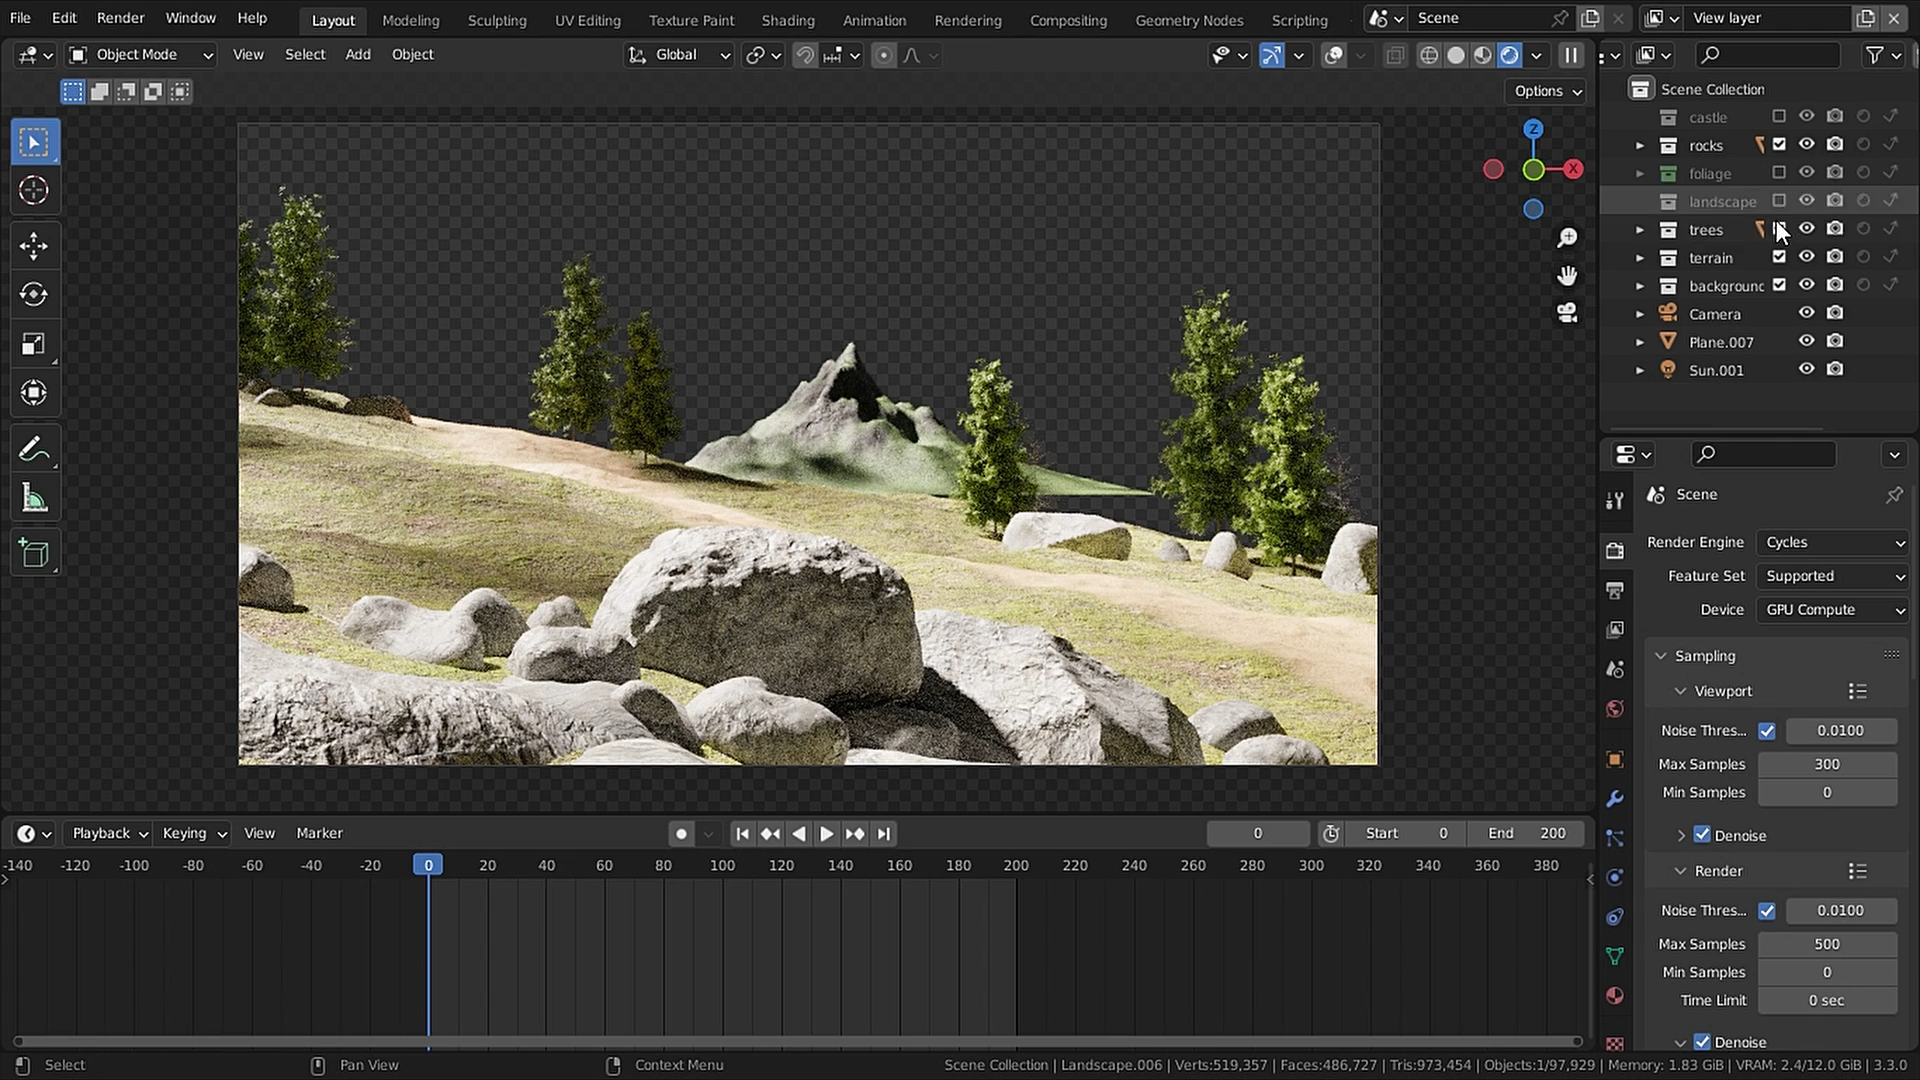 File Edit Render Window Help Layout Modeling Sculpting UV Editing Texture Paint Shading Animation Rendering Compositing Geometry Nodes Scripting Scene View layer
Object Mode View Select Add Object Global
Options
Z
X
Scene Collection
castle
rocks
foliage
landscape
trees
terrain
background
Camera
Plane.007
Sun.001
Scene
Render Engine Cycles
Feature Set Supported
Device GPU Compute
Sampling
Viewport
Noise Thres... 0.0100
Max Samples 300
Min Samples 0
Denoise
Render
Noise Thres... 0.0100
Max Samples 500
Min Samples 0
Time Limit 0 sec
Denoise
Playback Keying View Marker 0 Start 0 End 200
-140 -120 -100 -80 -60 -40 -20 0 20 40 60 80 100 120 140 160 180 200 220 240 260 280 300 320 340 360 380
Select Pan View Context Menu Scene Collection | Landscape.006 | Verts:519,357 | Faces:486,727 | Tris:973,454 | Objects:1/97,929 | Memory: 1.83 GiB | VRAM: 2.4/12.0 GiB | 3.3.0